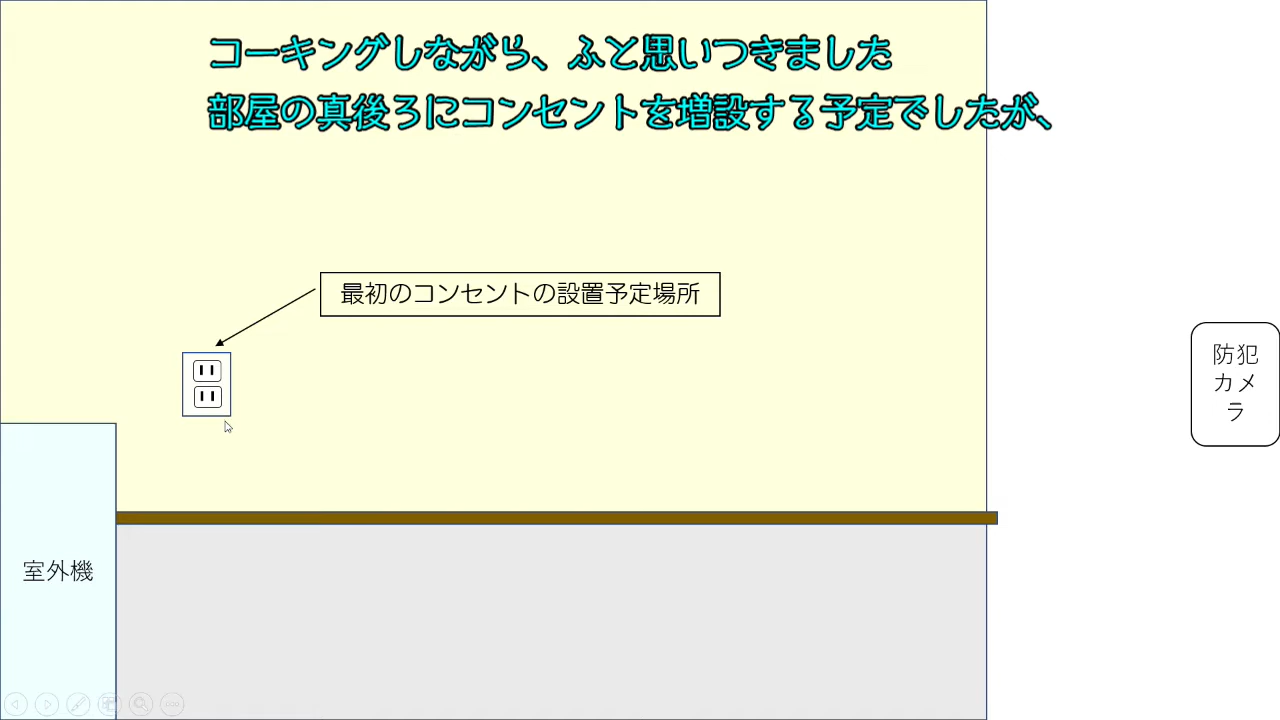 コーキングしながら、ふと思いつきました
部屋の真後ろにコンセントを増設する予定でしたが、
最初のコンセントの設置予定場所
防犯
カメ
ラ
室外機